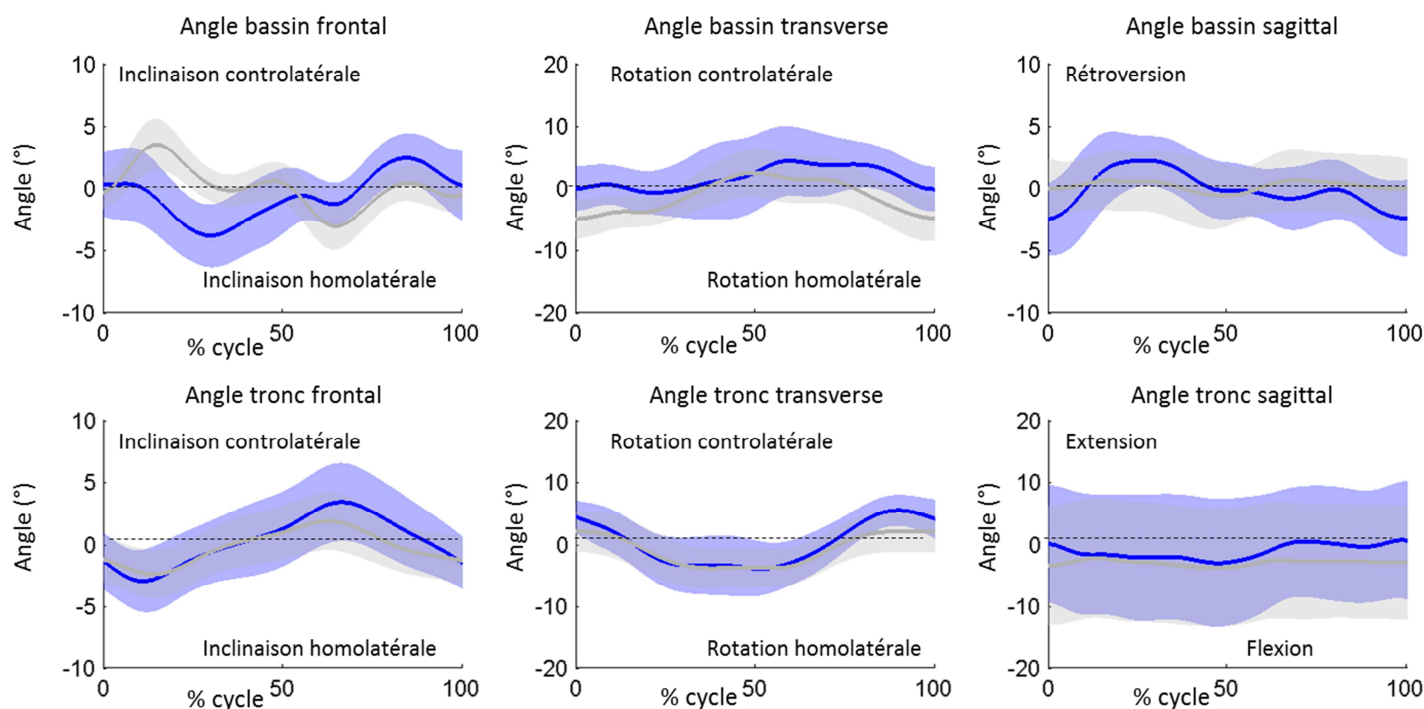 Angle bassin frontal
Angle (°)
10
5
0
-5
-10
Inclinaison controlatérale
Inclinaison homolatérale
0
50
100
% cycle
Angle bassin transverse
Angle (°)
20
10
0
-10
-20
Rotation controlatérale
Rotation homolatérale
0
50
100
% cycle
Angle bassin sagittal
Angle (°)
10
5
0
-5
-10
Rétroversion
0
50
100
% cycle
Angle tronc frontal
Angle (°)
10
5
0
-5
-10
Inclinaison controlatérale
Inclinaison homolatérale
0
50
100
% cycle
Angle tronc transverse
Angle (°)
20
10
0
-10
-20
Rotation controlatérale
Rotation homolatérale
0
50
100
% cycle
Angle tronc sagittal
Angle (°)
20
10
0
-10
-20
Extension
Flexion
0
50
100
% cycle